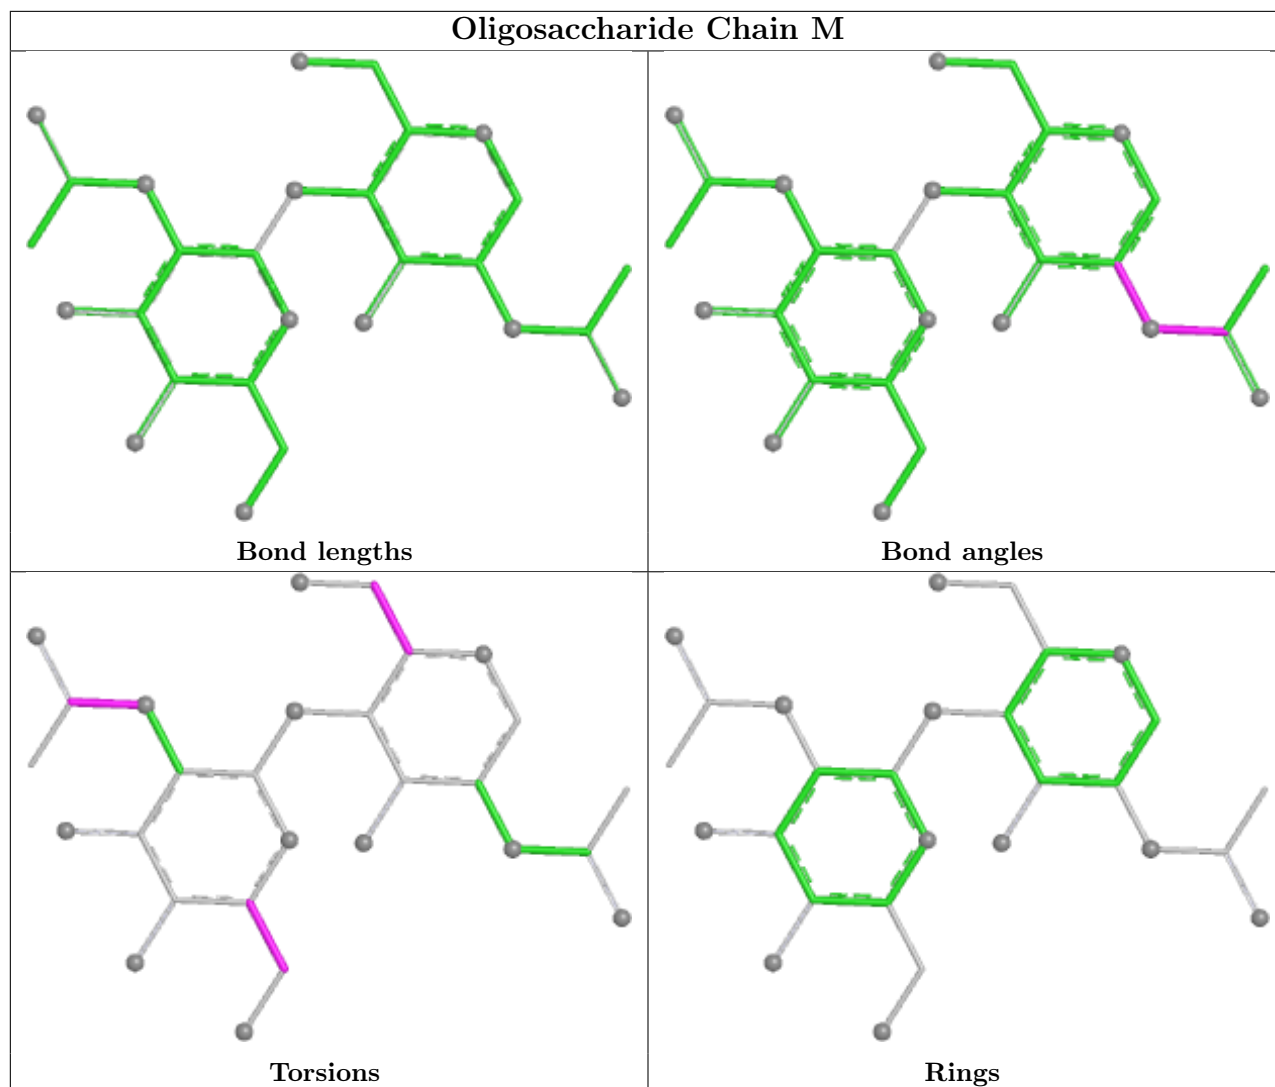 Oligosaccharide Chain M
Bond lengths
Bond angles
Torsions
Rings